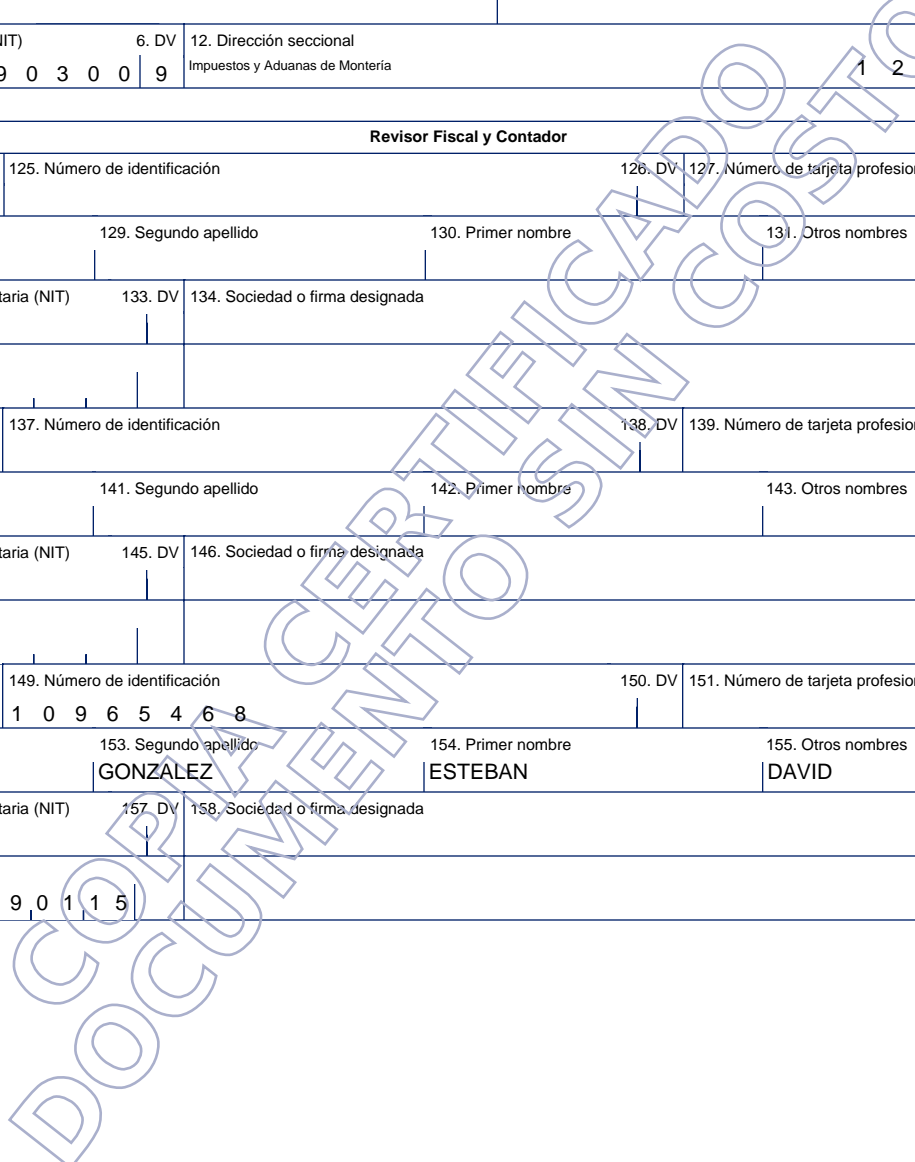 NIT) 6. DV 12. Dirección seccional
9 0 3 0 0 9 Impuestos y Aduanas de Montería 1 2
Revisor Fiscal y Contador
125. Número de identificación 126. DV 127. Número de tarjeta profesion
129. Segundo apellido 130. Primer nombre 131. Otros nombres
taria (NIT) 133. DV 134. Sociedad o firma designada
137. Número de identificación 138. DV 139. Número de tarjeta profesion
141. Segundo apellido 142. Primer nombre 143. Otros nombres
taria (NIT) 145. DV 146. Sociedad o firma designada
149. Número de identificación 150. DV 151. Número de tarjeta profesion
1 0 9 6 5 4 6 8
153. Segundo apellido 154. Primer nombre 155. Otros nombres
GONZALEZ ESTEBAN DAVID
taria (NIT) 157. DV 158. Sociedad o firma designada
9 0 1 1 5
COPIA CERTIFICADO
DOCUMENTO SIN COSTO